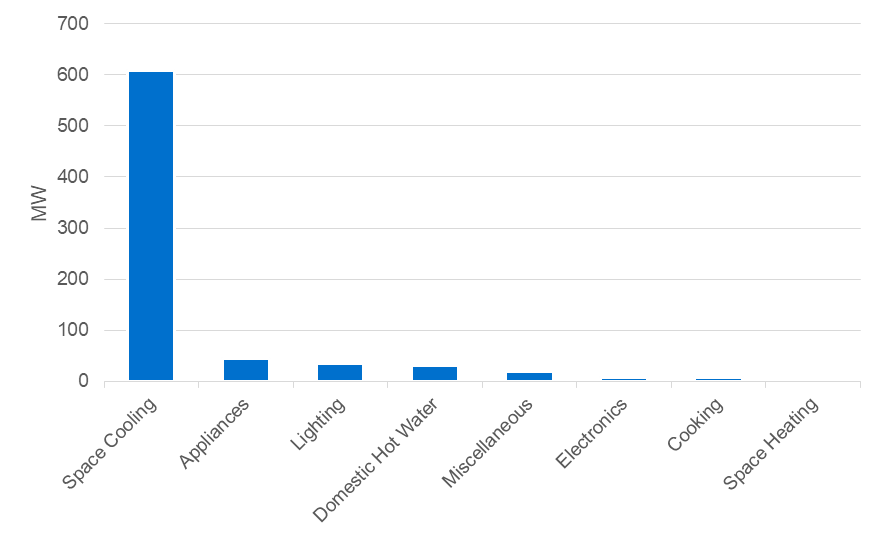 700
600
500
400
300
200
100
0
MW
Space Cooling
Appliances
Lighting
Domestic Hot Water
Miscellaneous
Electronics
Cooking
Space Heating